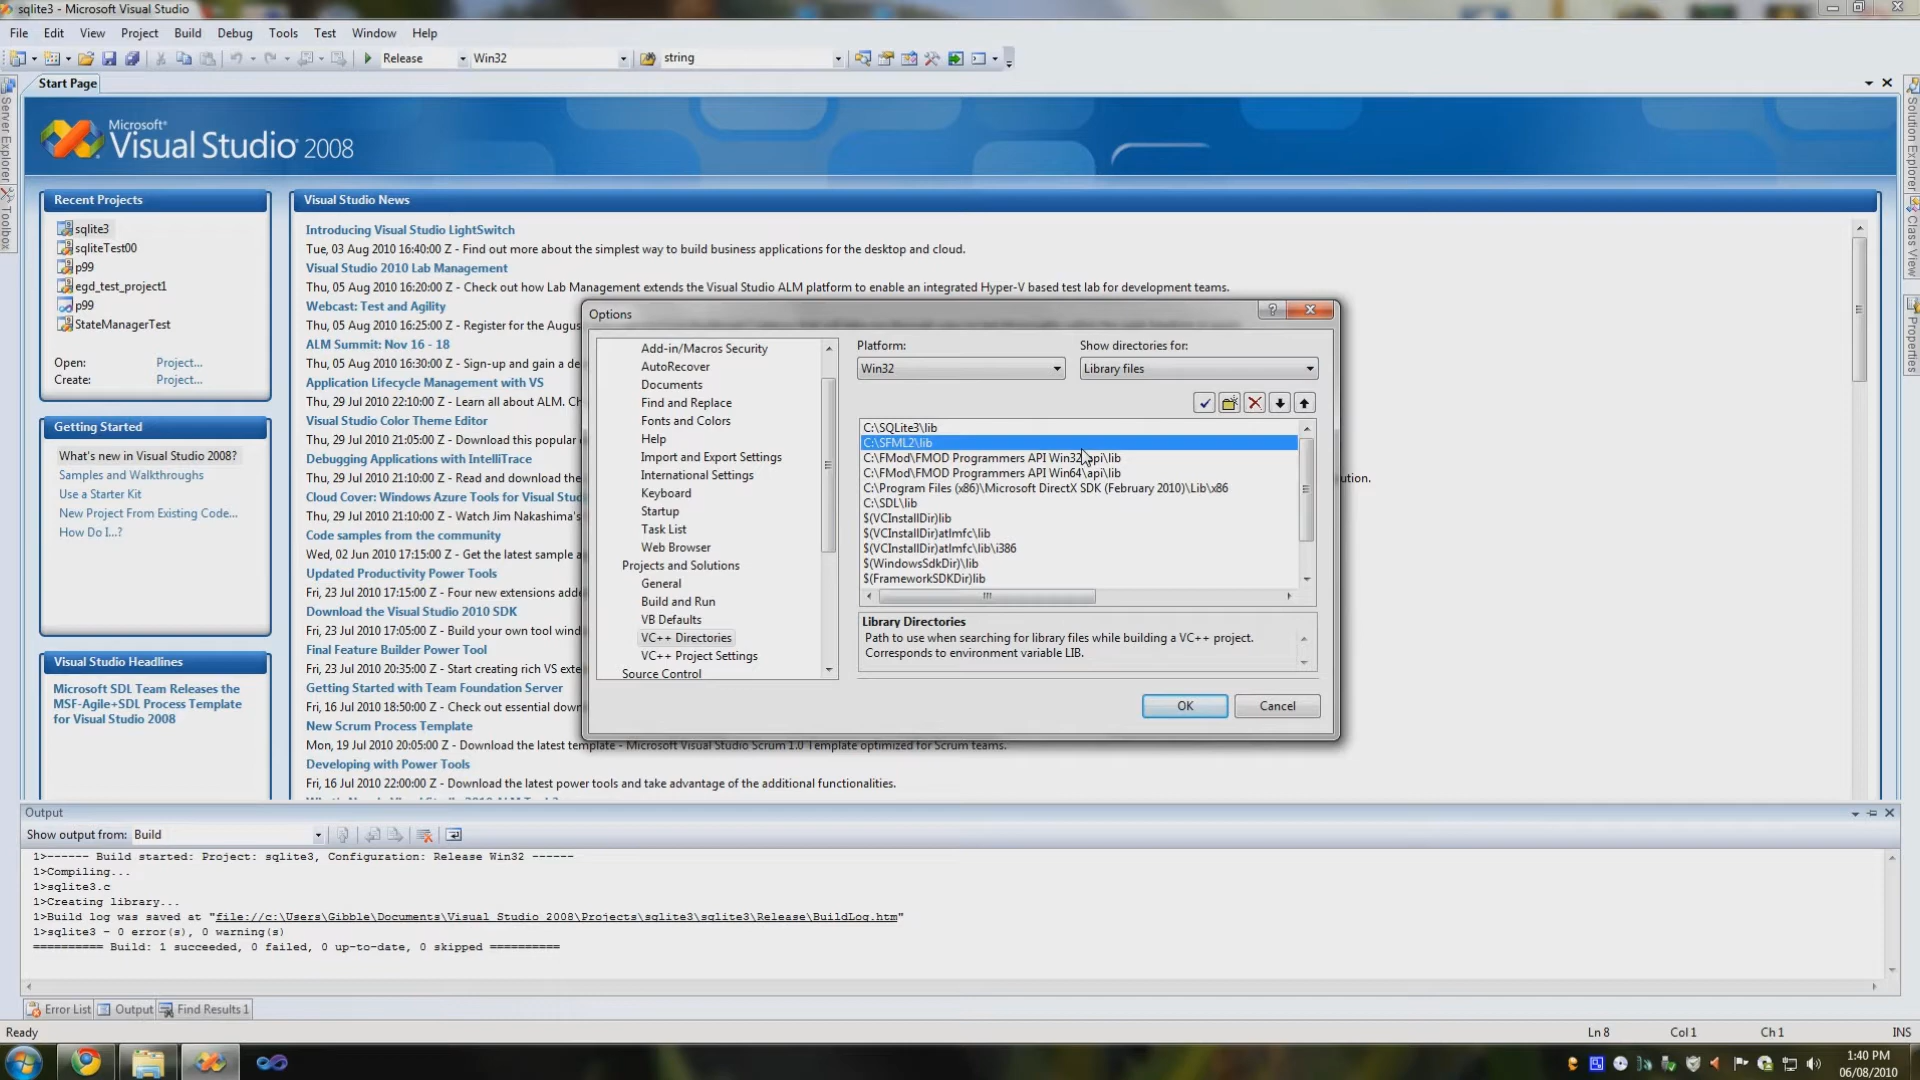 sqlite3 - Microsoft Visual Studio
File Edit View Project Build Debug Tools Test Window Help
Release Win32 string
Start Page
Server Explorer
Toolbox
Microsoft
Visual Studio 2008
Solution Explorer
Class View
Properties
Recent Projects
sqlite3
sqliteTest00
p99
egd_test_project1
p99
StateManagerTest
Open: Project...
Create: Project...
Getting Started
What's new in Visual Studio 2008?
Samples and Walkthroughs
Use a Starter Kit
New Project From Existing Code...
How Do I...?
Visual Studio Headlines
Microsoft SDL Team Releases the
MSF-Agile+SDL Process Template
for Visual Studio 2008
Visual Studio News
Introducing Visual Studio LightSwitch
Tue, 03 Aug 2010 16:40:00 Z - Find out more about the simplest way to build business applications for the desktop and cloud.
Visual Studio 2010 Lab Management
Thu, 05 Aug 2010 16:20:00 Z - Check out how Lab Management extends the Visual Studio ALM platform to enable an integrated Hyper-V based test lab for development teams.
Webcast: Test and Agility
Thu, 05 Aug 2010 16:25:00 Z - Register for the Augus
ALM Summit: Nov 16 - 18
Thu, 05 Aug 2010 16:30:00 Z - Sign-up and gain a de
Application Lifecycle Management with VS
Thu, 29 Jul 2010 22:10:00 Z - Learn all about ALM. Ch
Visual Studio Color Theme Editor
Thu, 29 Jul 2010 21:05:00 Z - Download this popular
Debugging Applications with IntelliTrace
Thu, 29 Jul 2010 21:10:00 Z - Read and download
Cloud Cover: Windows Azure Tools for Visual Studi
Thu, 29 Jul 2010 21:10:00 Z - Watch Jim Nakashima's
Code samples from the community
Wed, 02 Jun 2010 17:15:00 Z - Get the latest sample a
Updated Productivity Power Tools
Fri, 23 Jul 2010 17:15:00 Z - Four new extensions adde
Download the Visual Studio 2010 SDK
Fri, 23 Jul 2010 17:05:00 Z - Build your own tool wind
Final Feature Builder Power Tool
Fri, 23 Jul 2010 20:35:00 Z - Start creating rich VS exte
Getting Started with Team Foundation Server
Fri, 16 Jul 2010 18:50:00 Z - Check out essential down
New Scrum Process Template
Mon, 19 Jul 2010 20:05:00 Z - Download the latest template - Microsoft Visual Studio Scrum 1.0 Template optimized for Scrum teams.
Developing with Power Tools
Fri, 16 Jul 2010 22:00:00 Z - Download the latest power tools and take advantage of the additional functionalities.
ution.
Options
Add-in/Macros Security
AutoRecover
Documents
Find and Replace
Fonts and Colors
Help
Import and Export Settings
International Settings
Keyboard
Startup
Task List
Web Browser
Projects and Solutions
General
Build and Run
VB Defaults
VC++ Directories
VC++ Project Settings
Source Control
Platform: Show directories for:
Win32 Library files
C:\SQLite3\lib
C:\SFML2\lib
C:\FMod\FMOD Programmers API Win32\api\lib
C:\FMod\FMOD Programmers API Win64\api\lib
C:\Program Files (x86)\Microsoft DirectX SDK (February 2010)\Lib\x86
C:\SDL\lib
$(VCInstallDir)lib
$(VCInstallDir)atlmfc\lib
$(VCInstallDir)atlmfc\lib\i386
$(WindowsSdkDir)\lib
$(FrameworkSDKDir)lib
Library Directories
Path to use when searching for library files while building a VC++ project.
Corresponds to environment variable LIB.
OK Cancel
Output
Show output from: Build
1>------ Build started: Project: sqlite3, Configuration: Release Win32 ------
1>Compiling...
1>sqlite3.c
1>Creating library...
1>Build log was saved at "file://c:\Users\Gibble\Documents\Visual Studio 2008\Projects\sqlite3\sqlite3\Release\BuildLog.htm"
1>sqlite3 - 0 error(s), 0 warning(s)
========== Build: 1 succeeded, 0 failed, 0 up-to-date, 0 skipped ==========
Error List Output Find Results 1
Ready Ln 8 Col 1 Ch 1 INS
1:40 PM
06/08/2010